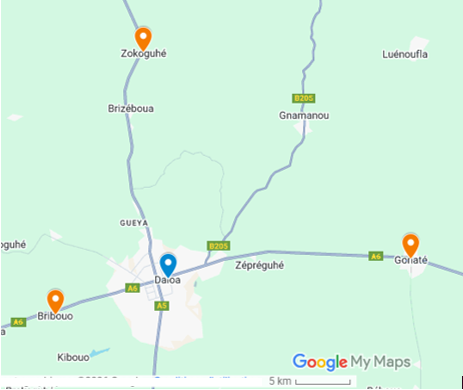 Zokoguhé
Luénoufla
B205
Brizéboua
Gnamanou
GUEYA
B205
oguhé
A6
Zépréguhé
Gonaté
Daloa
A6
A5
Bribouo
A6
Kibouo
Google My Maps
5 km